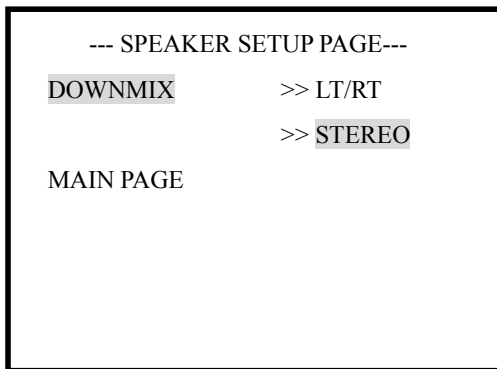 --- SPEAKER SETUP PAGE---
DOWNMIX >> LT/RT
>> STEREO
MAIN PAGE